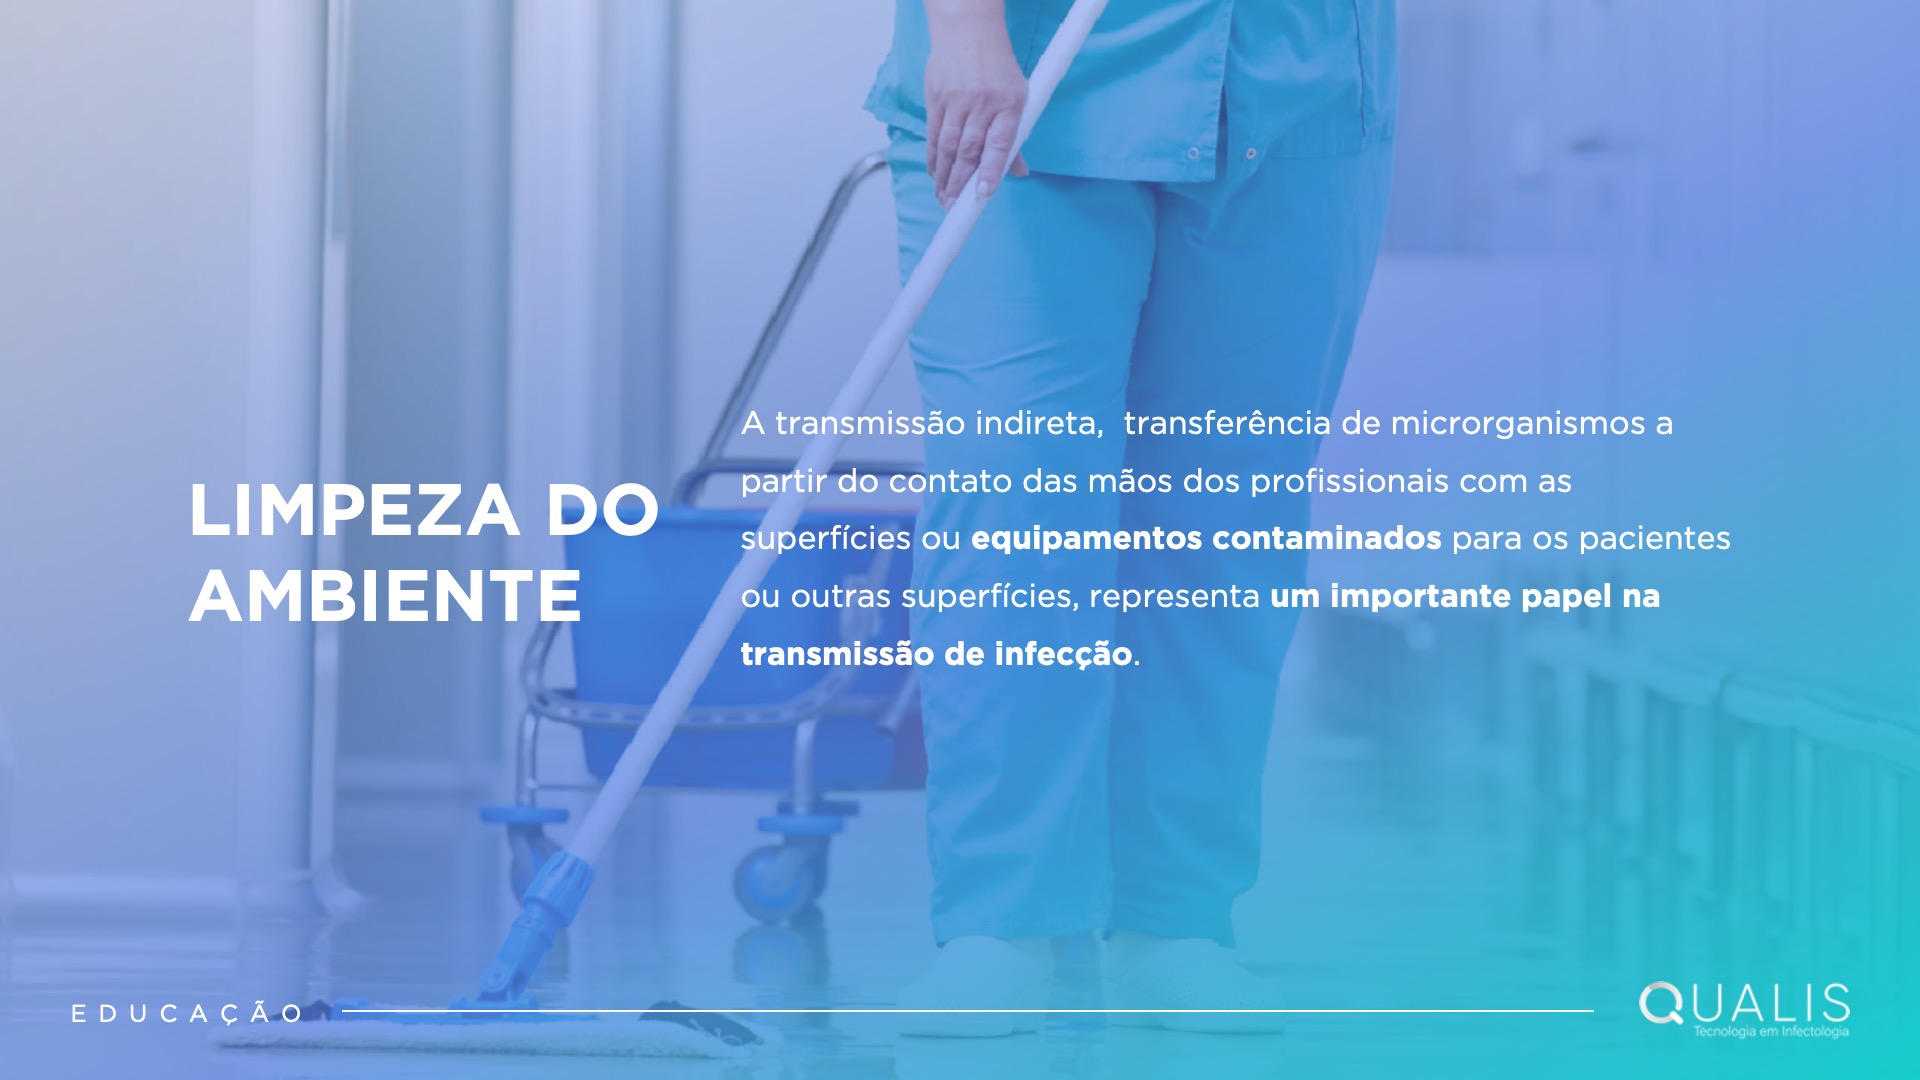 LIMPEZA DO
AMBIENTE
A transmissão indireta,  transferência de microrganismos a
partir do contato das mãos dos profissionais com as
superfícies ou equipamentos contaminados para os pacientes
ou outras superfícies, representa um importante papel na
transmissão de infecção.
EDUCAÇÃO
QUALIS
Tecnologia em Infectologia